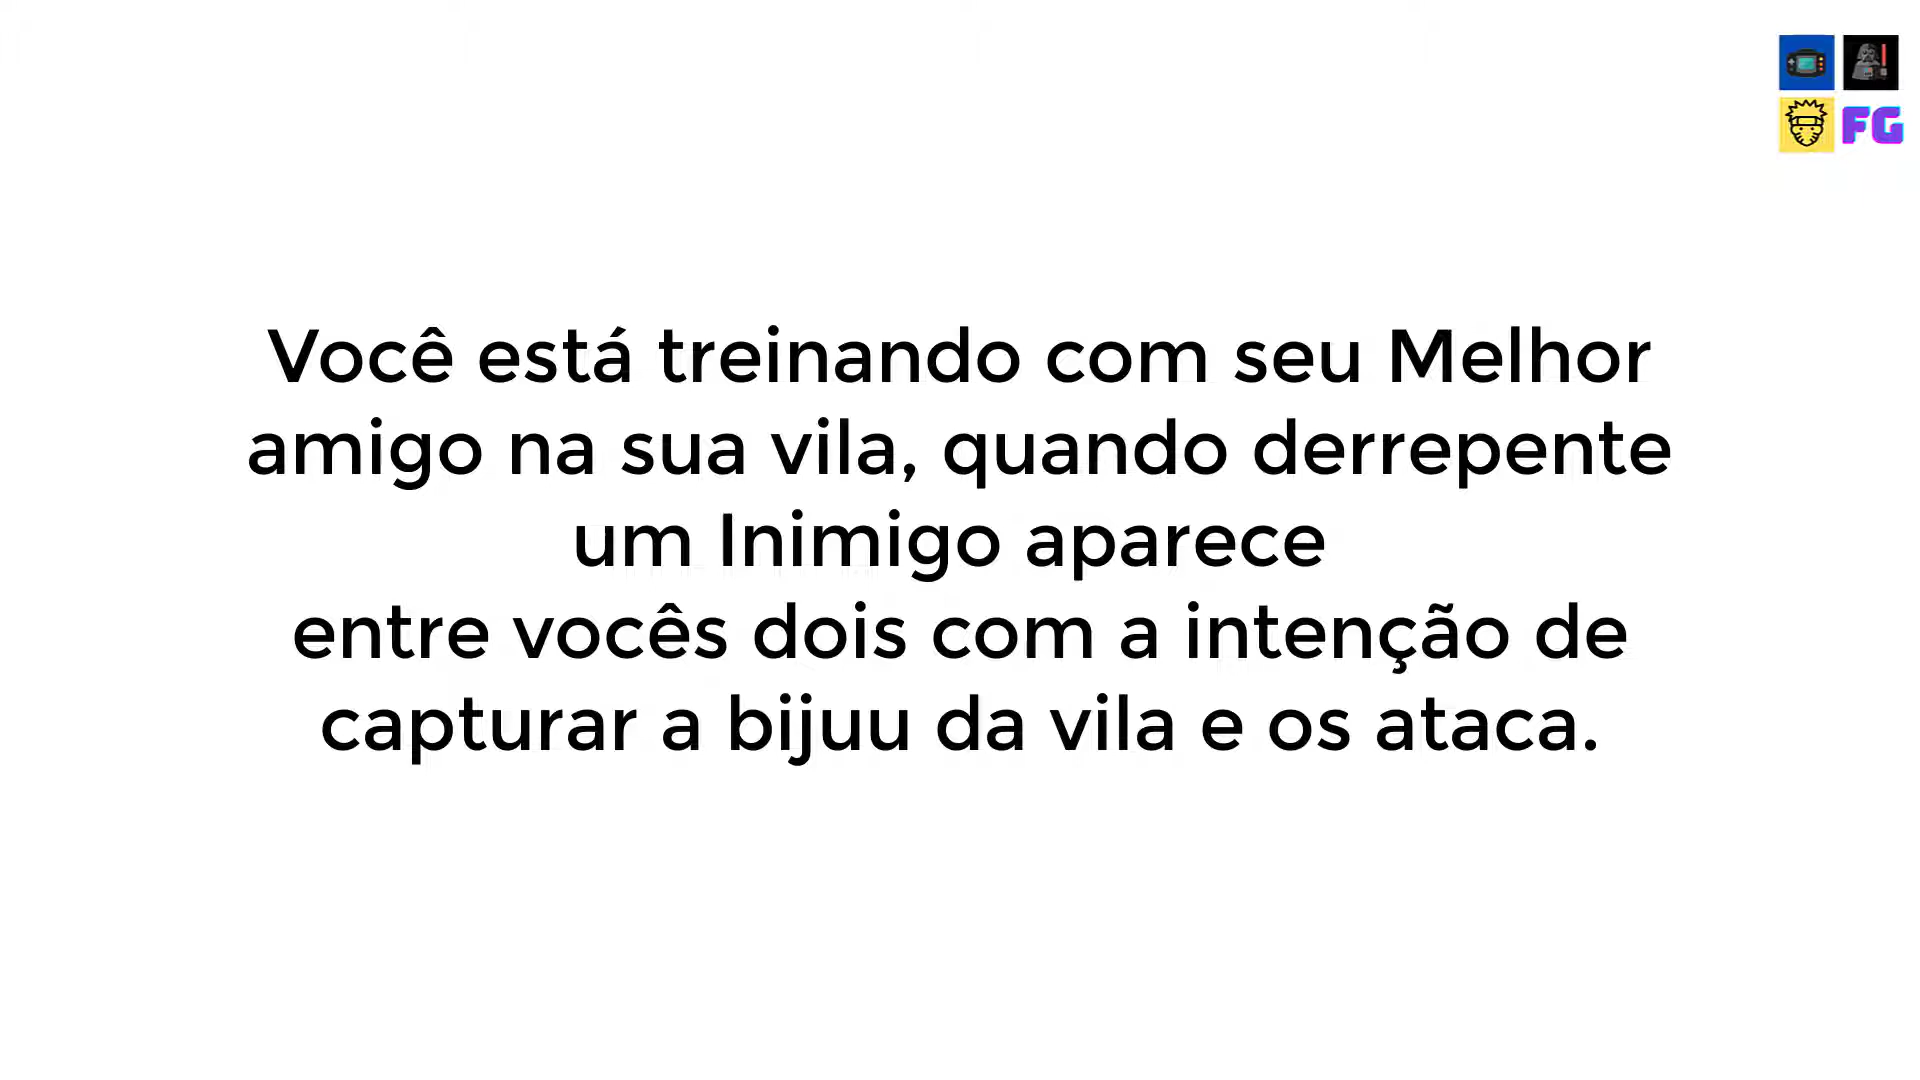 FG
Você está treinando com seu Melhor
amigo na sua vila, quando derrepente
um Inimigo aparece
entre vocês dois com a intenção de
capturar a bijuu da vila e os ataca.